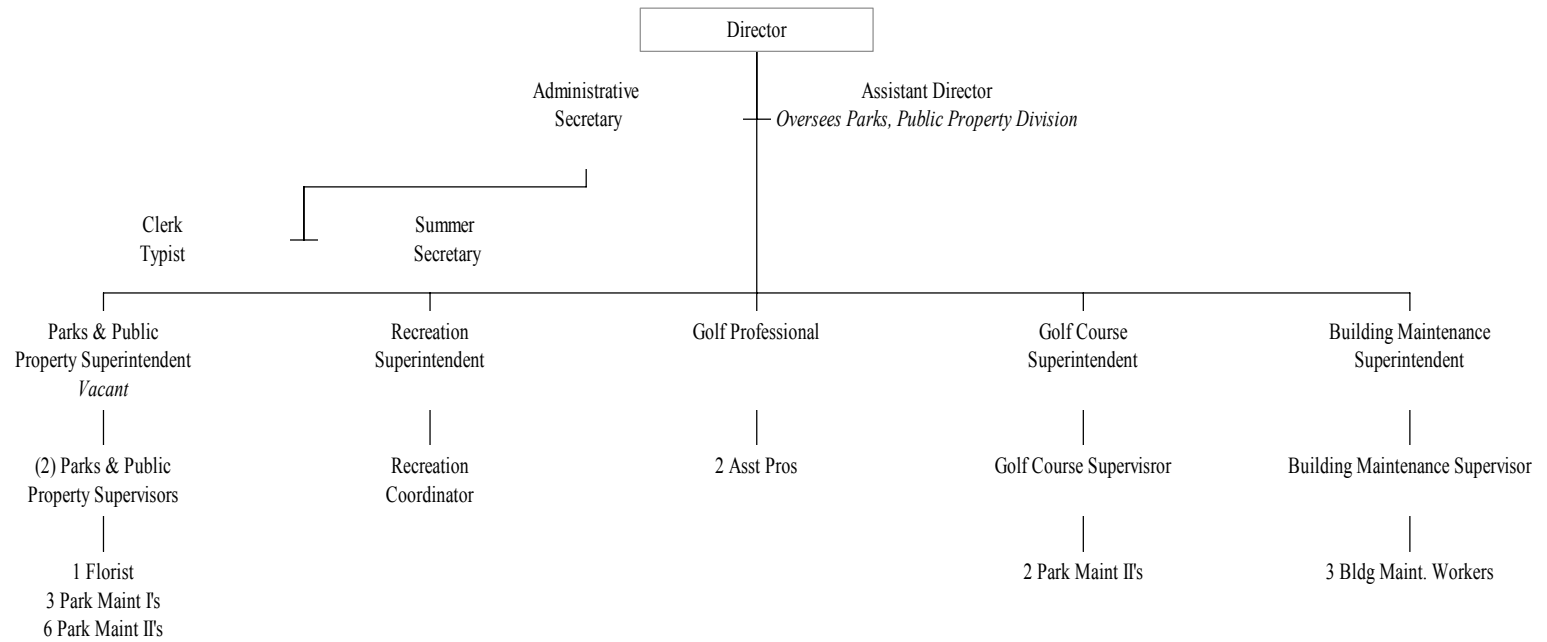 Director
Administrative
Secretary
Assistant Director
Oversees Parks, Public Property Division
Clerk
Typist
Summer
Secretary
Parks & Public
Property Superintendent
Vacant
Recreation
Superintendent
Golf Professional
Golf Course
Superintendent
Building Maintenance
Superintendent
(2) Parks & Public
Property Supervisors
Recreation
Coordinator
2 Asst Pros
Golf Course Supervisror
Building Maintenance Supervisor
1 Florist
3 Park Maint I's
6 Park Maint II's
2 Park Maint II's
3 Bldg Maint. Workers